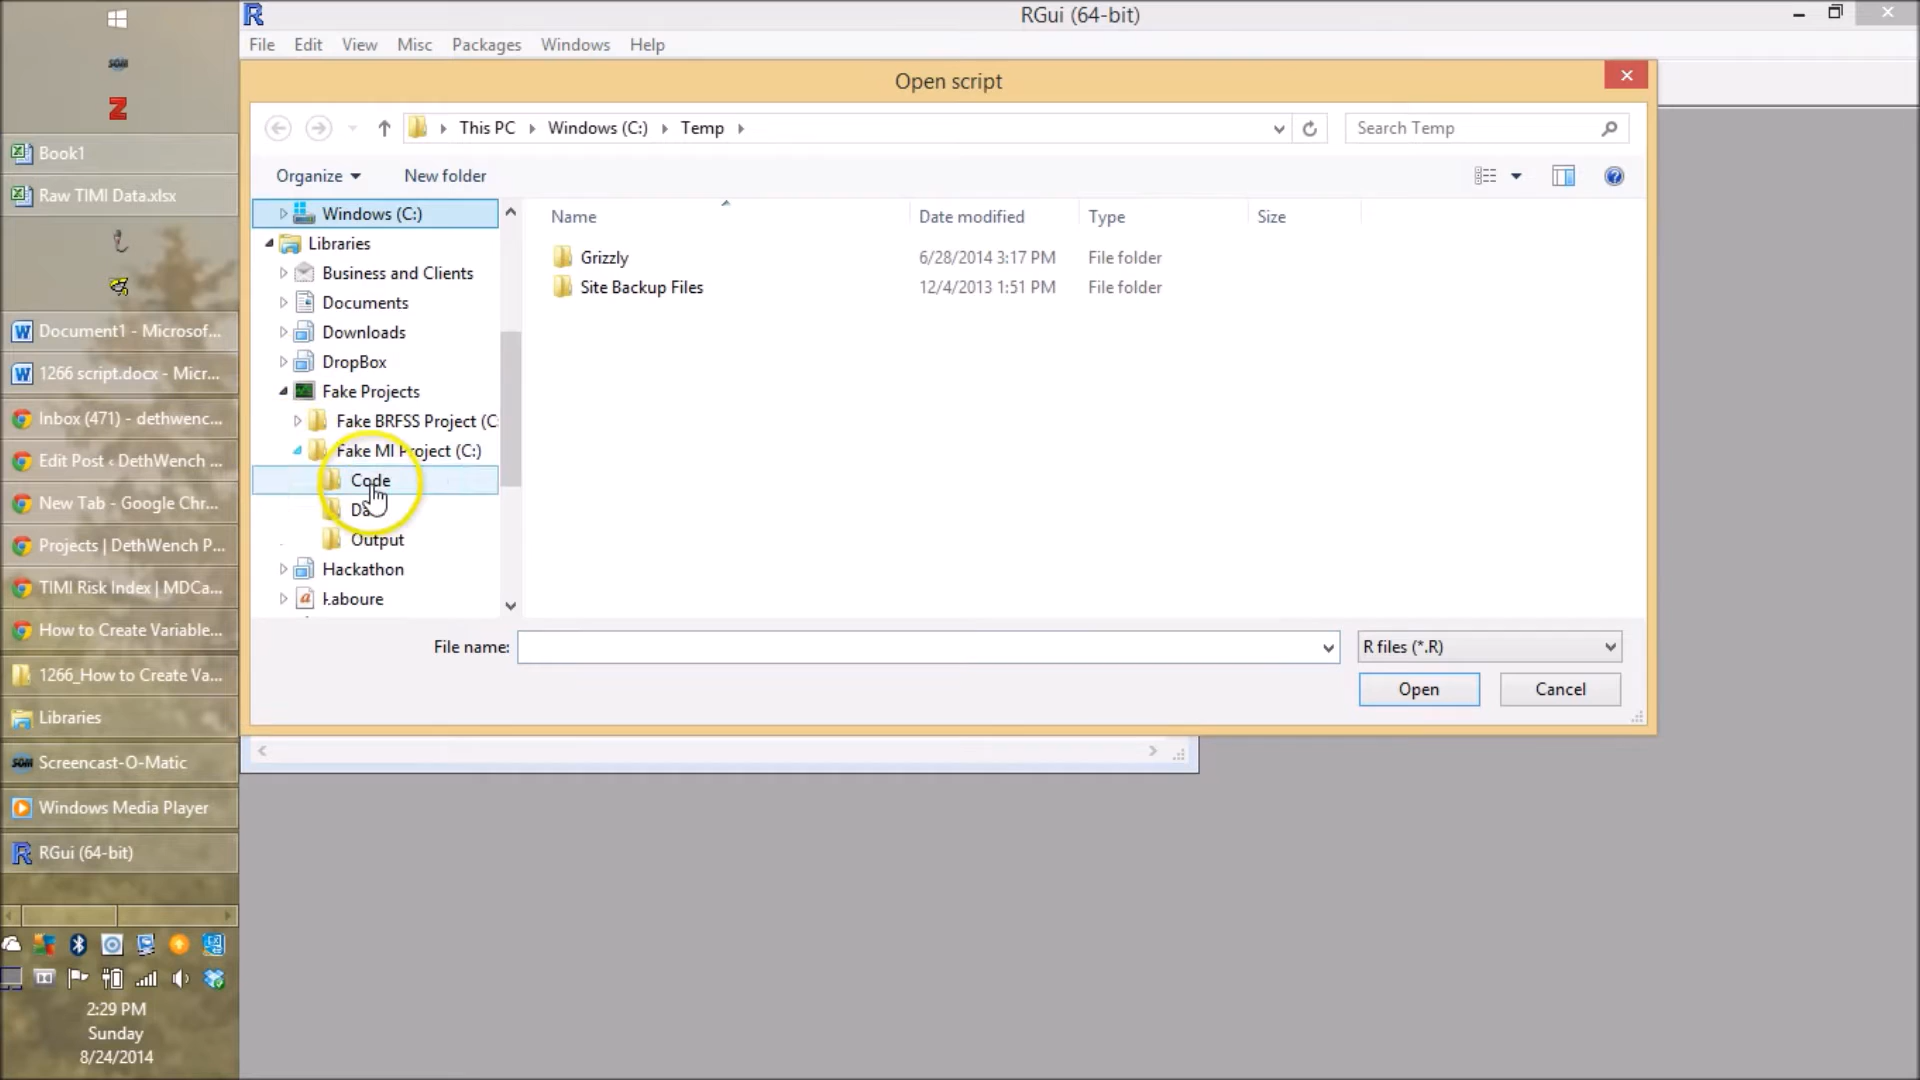 RGui (64-bit)
File Edit View Misc Packages Windows Help
Open script
This PC Windows (C:) Temp
Search Temp
Organize New folder
Windows (C:)
Libraries
Business and Clients
Documents
Downloads
DropBox
Fake Projects
Fake BRFSS Project (C:
Fake MI Project (C:)
Code
Output
Hackathon
Laboure
Name Date modified Type Size
Grizzly 6/28/2014 3:17 PM File folder
Site Backup Files 12/4/2013 1:51 PM File folder
File name:
R files (*.R)
Open Cancel
SOM
Z
Book1
Raw TIMI Data.xlsx
Document1 - Microsof...
1266 script.docx - Micr...
Inbox (471) - dethwenc...
Edit Post ‹ DethWench ...
New Tab - Google Chr...
Projects | DethWench P...
TIMI Risk Index | MDCa...
How to Create Variable...
1266_How to Create Va...
Libraries
SOM Screencast-O-Matic
Windows Media Player
RGui (64-bit)
2:29 PM
Sunday
8/24/2014